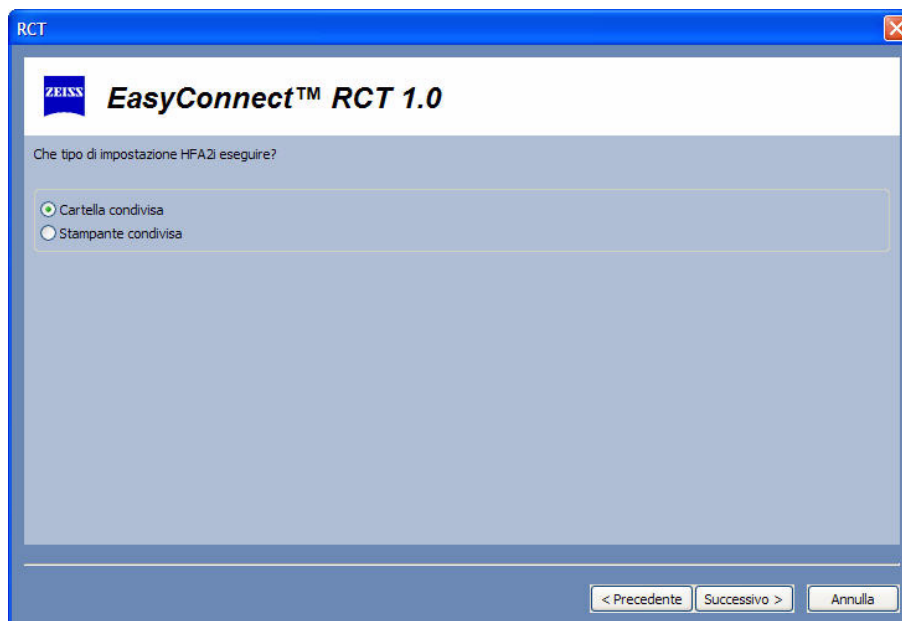 RCT
ZEISS
EasyConnect™ RCT 1.0
Che tipo di impostazione HFA2i eseguire?
Cartella condivisa
Stampante condivisa
< Precedente
Successivo >
Annulla